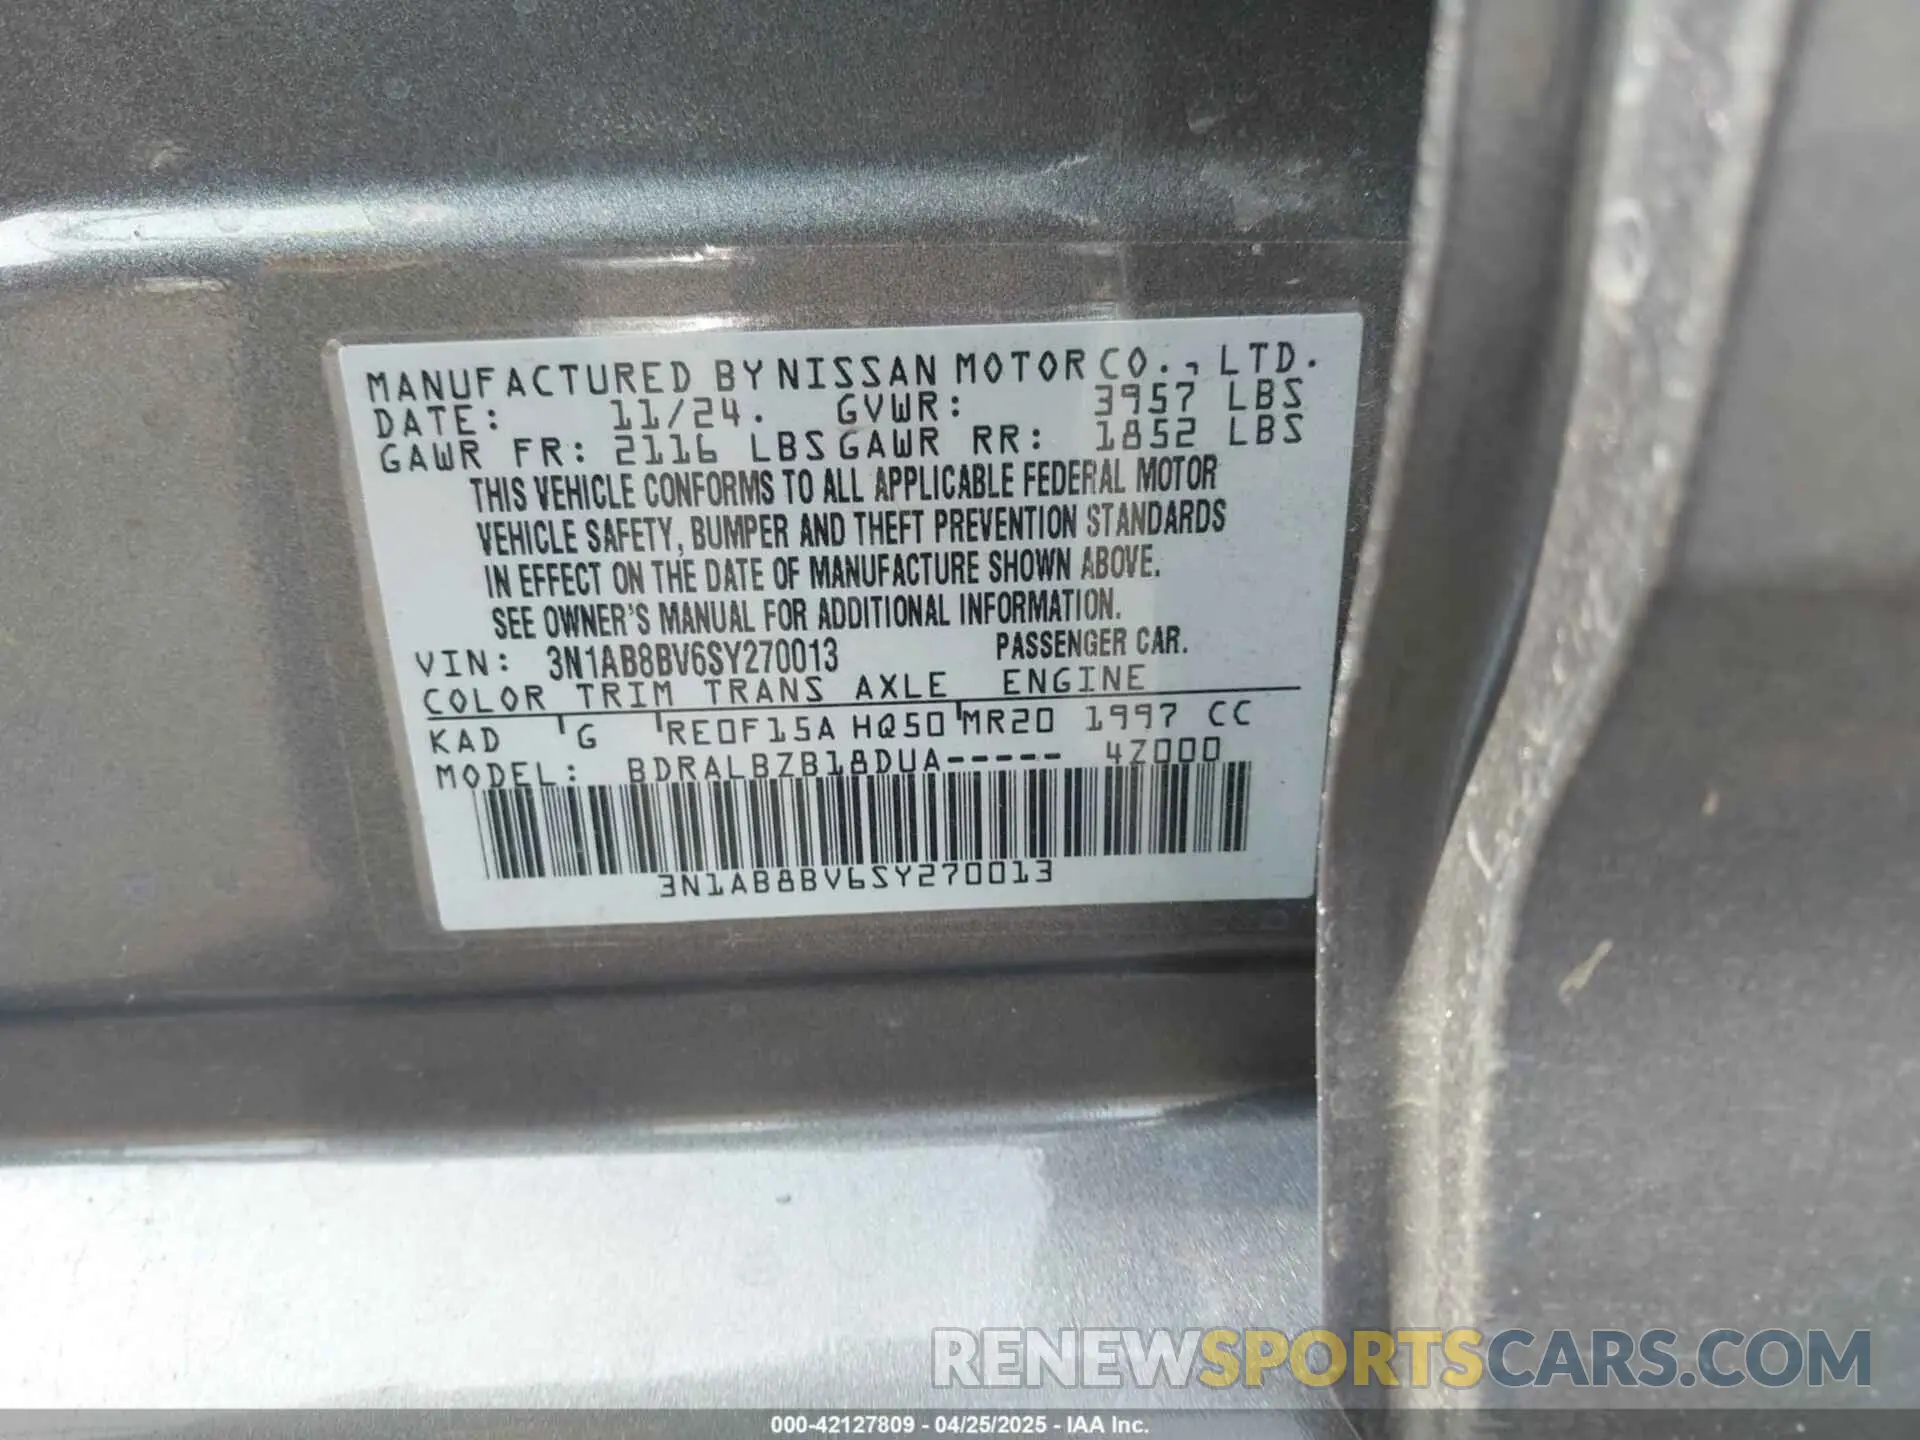 MANUFACTURED BY NISSAN MOTOR CO., LTD.
DATE: 11/24. GVWR: 3957 LBS
GAWR FR: 2116 LBS GAWR RR: 1852 LBS
THIS VEHICLE CONFORMS TO ALL APPLICABLE FEDERAL MOTOR
VEHICLE SAFETY, BUMPER AND THEFT PREVENTION STANDARDS
IN EFFECT ON THE DATE OF MANUFACTURE SHOWN ABOVE.
SEE OWNER'S MANUAL FOR ADDITIONAL INFORMATION.
VIN: 3N1AB8BV6SY270013 PASSENGER CAR.
COLOR TRIM TRANS AXLE ENGINE
KAD G RE0F15A HQ50 MR20 1997 CC
MODEL: BDRALBZB18DUA----- 4Z000
3N1AB8BV6SY270013
RENEWSPORTSCARS.COM
000-42127809 - 04/25/2025 - IAA Inc.